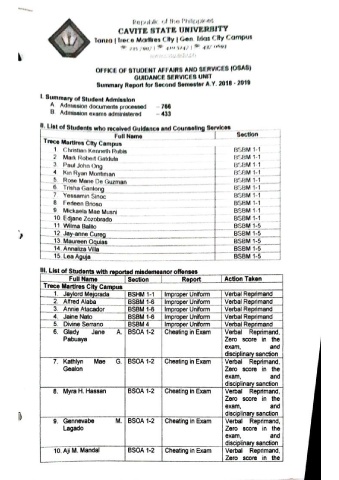 Republic of the Philippines
CAVITE STATE UNIVERSITY
Tanza | Trece Martires City | Gen. Trias City Campus
OFFICE OF STUDENT AFFAIRS AND SERVICES (OSAS)
GUIDANCE SERVICES UNIT
Summary Report for Second Semester A.Y. 2018 - 2019
I. Summary of Student Admission
A. Admission documents processed - 766
B. Admission exams administered - 433
II. List of Students who received Guidance and Counseling Services
Full Name Section
Trece Martires City Campus
1. Christian Kenneth Rubis BSBM 1-1
2. Mark Robert Gatdula BSBM 1-1
3. Paul John Ong BSBM 1-1
4. Kin Ryan BSBM 1-1
5. Rose Marie De Guzman BSBM 1-1
6. Trisha Ganlong BSBM 1-1
7. Yessamin Sinoc BSBM 1-1
8. Ferleen Brioso BSBM 1-1
9. Mickaela Mae Musni BSBM 1-1
10. Edjane Zozobrado BSBM 1-1
11. Wilma Balilo BSBM 1-5
12. Jay-anne Cureg BSBM 1-5
13. Maureen Oquias BSBM 1-5
14. Annaliza Villa BSBM 1-5
15. Lea Aguja BSBM 1-5
III. List of Students with reported misdemeanor offenses
Full Name Section Report Action Taken
Trece Martires City Campus
1. Jaylord Mejorada BSHM 1-1 Improper Uniform Verbal Reprimand
2. Alfred Alaba BSBM 1-6 Improper Uniform Verbal Reprimand
3. Annie Atacador BSBM 1-6 Improper Uniform Verbal Reprimand
4. Jaine Nato BSBM 1-6 Improper Uniform Verbal Reprimand
5. Divine Serrano BSBM 4 Improper Uniform Verbal Reprimand
6. Glady Jane A. BSOA 1-2 Cheating in Exam Verbal Reprimand,
Pabuaya Zero score in the
exam, and
disciplinary sanction
7. Kathlyn Mae G. BSOA 1-2 Cheating in Exam Verbal Reprimand,
Gealon Zero score in the
exam, and
disciplinary sanction
8. Myra H. Hassan BSOA 1-2 Cheating in Exam Verbal Reprimand,
Zero score in the
exam, and
disciplinary sanction
9. Gennevabe M. BSOA 1-2 Cheating in Exam Verbal Reprimand,
Lagado Zero score in the
exam, and
disciplinary sanction
10. Aji M. Mandal BSOA 1-2 Cheating in Exam Verbal Reprimand,
Zero score in the